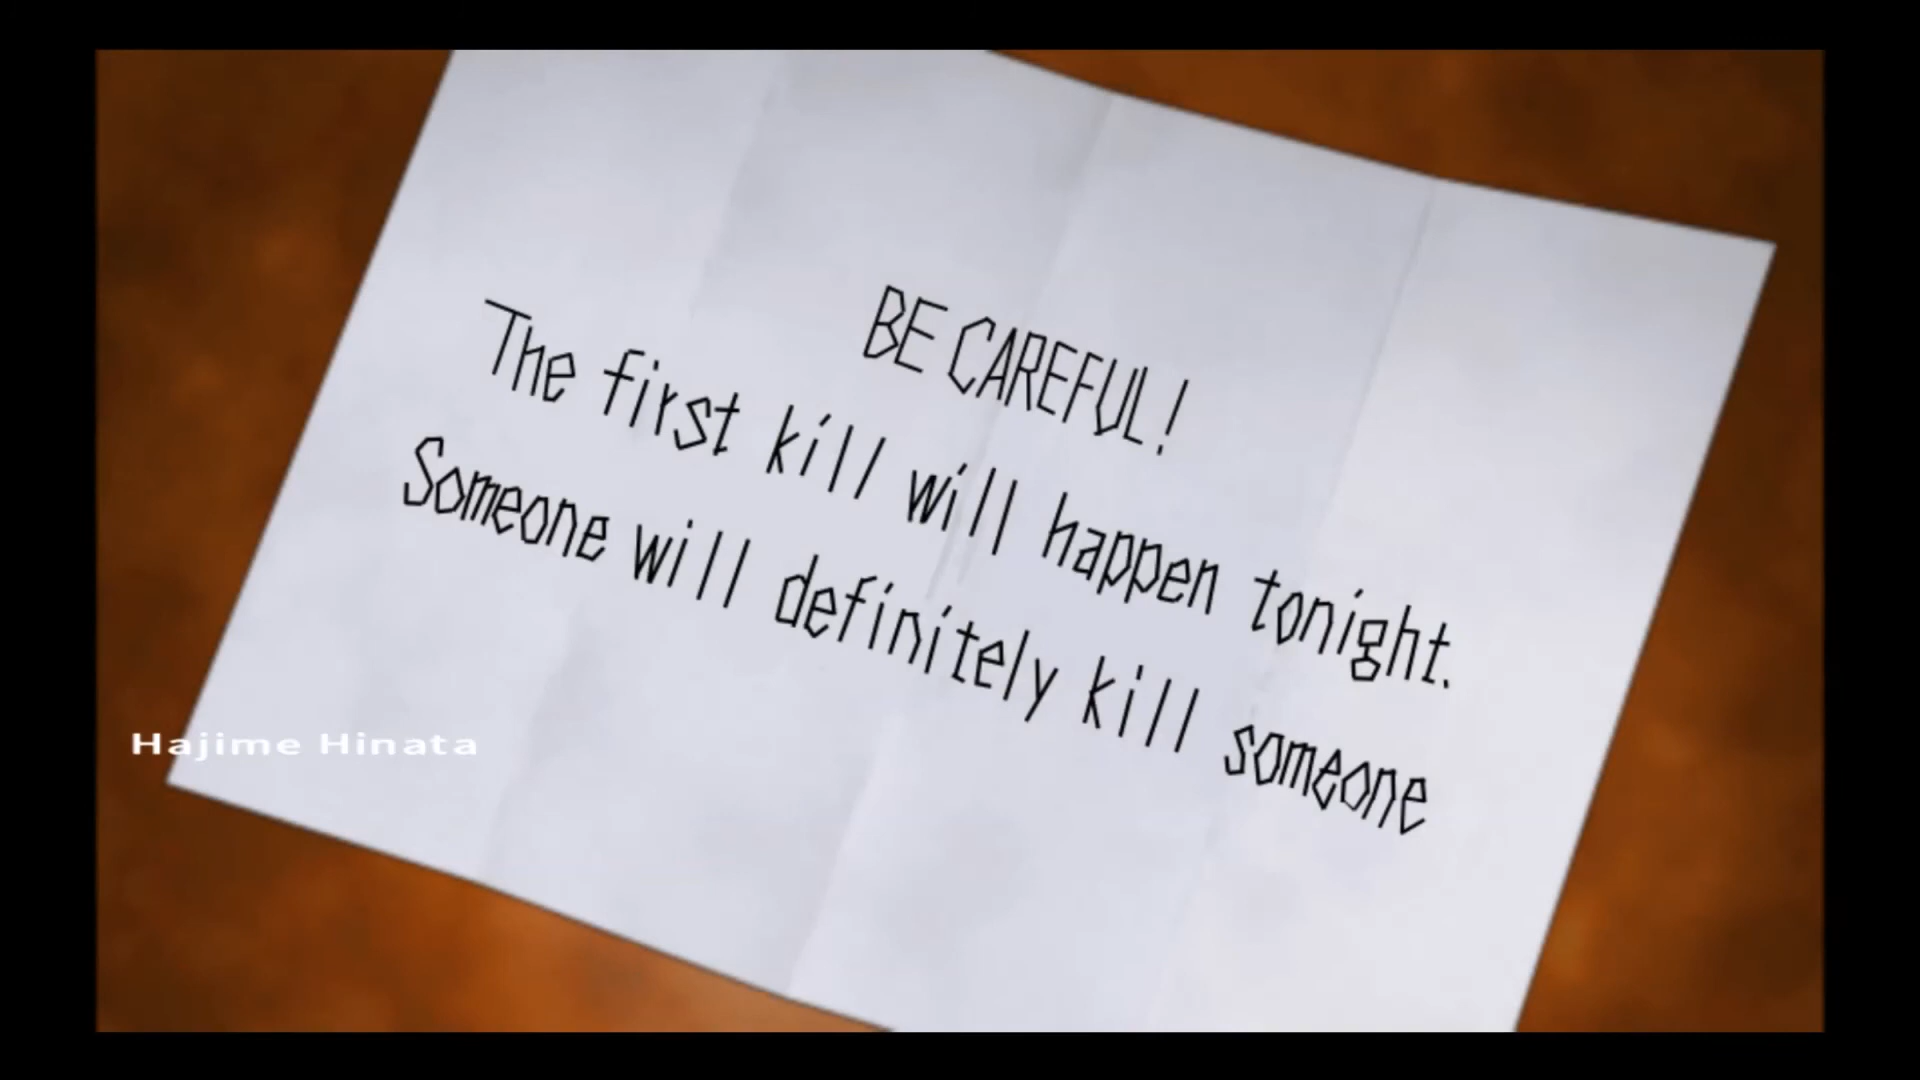 BE CAREFUL!
The first kill will happen tonight.
Someone will definitely kill someone
Hajime Hinata